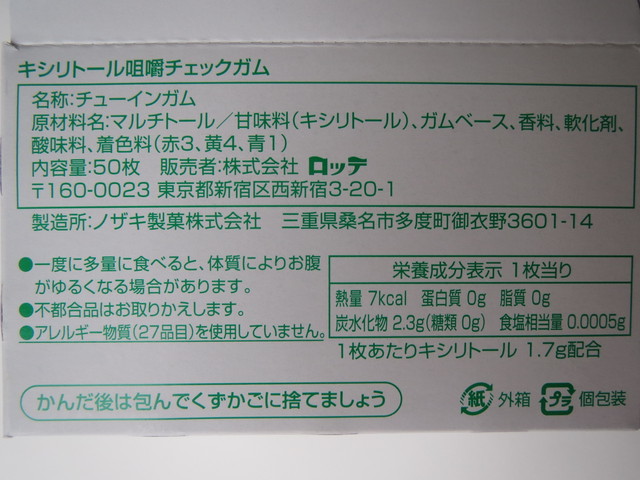 キシリトール咀嚼チェックガム
名称:チューインガム
原材料名:マルチトール/甘味料(キシリトール)、ガムベース、香料、軟化剤、
酸味料、着色料(赤3、黄4、青1)
内容量:50枚 販売者:株式会社 ロッテ
〒160-0023 東京都新宿区西新宿3-20-1
製造所:ノザキ製菓株式会社 三重県桑名市多度町御衣野3601-14
●一度に多量に食べると、体質によりお腹
がゆるくなる場合があります。
●不都合品はお取りかえします。
●アレルギー物質(27品目)を使用していません。
栄養成分表示 1枚当り
熱量 7kcal 蛋白質 0g 脂質 0g
炭水化物 2.3g(糖類 0g) 食塩相当量 0.0005g
1枚あたりキシリトール 1.7g配合
かんだ後は包んでくずかごに捨てましょう
紙 外箱 プラ 個包装